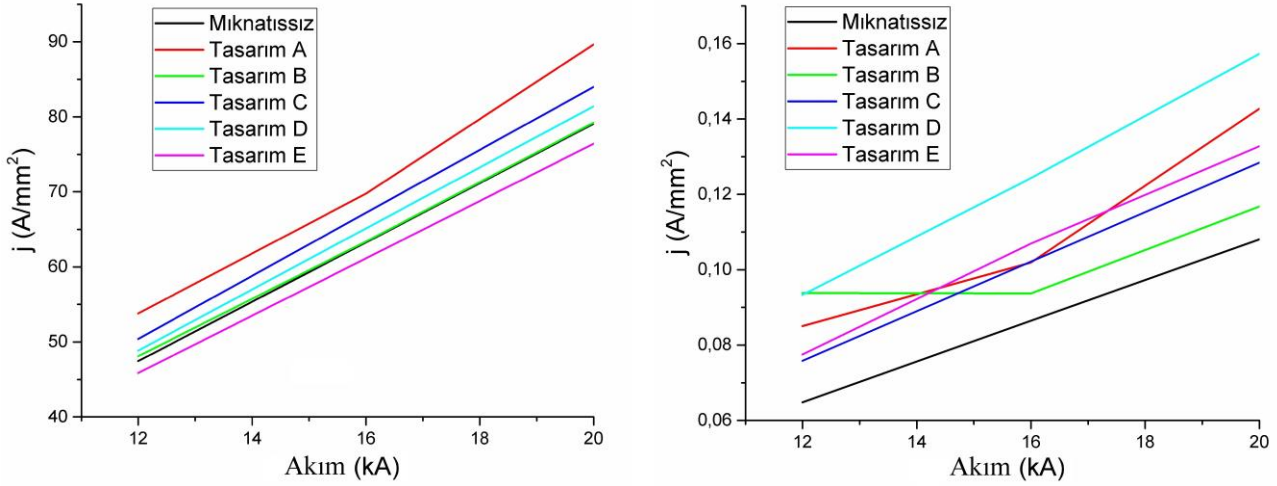 Mıknatıssız
Tasarım A
Tasarım B
Tasarım C
Tasarım D
Tasarım E
90
80
70
60
50
40
j (A/mm²)
12 14 16 18 20
Akım (kA)
Mıknatıssız
Tasarım A
Tasarım B
Tasarım C
Tasarım D
Tasarım E
0,16
0,14
0,12
0,10
0,08
0,06
j (A/mm²)
12 14 16 18 20
Akım (kA)